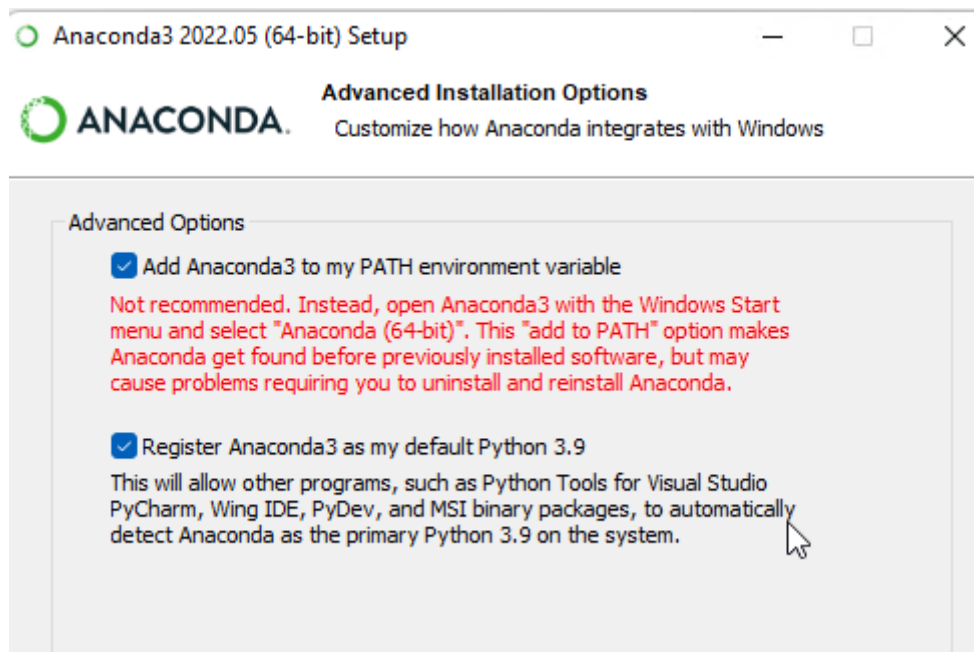 Anaconda3 2022.05 (64-bit) Setup
ANACONDA.
Advanced Installation Options
Customize how Anaconda integrates with Windows
Advanced Options
Add Anaconda3 to my PATH environment variable
Not recommended. Instead, open Anaconda3 with the Windows Start
menu and select "Anaconda (64-bit)". This "add to PATH" option makes
Anaconda get found before previously installed software, but may
cause problems requiring you to uninstall and reinstall Anaconda.
Register Anaconda3 as my default Python 3.9
This will allow other programs, such as Python Tools for Visual Studio
PyCharm, Wing IDE, PyDev, and MSI binary packages, to automatically
detect Anaconda as the primary Python 3.9 on the system.